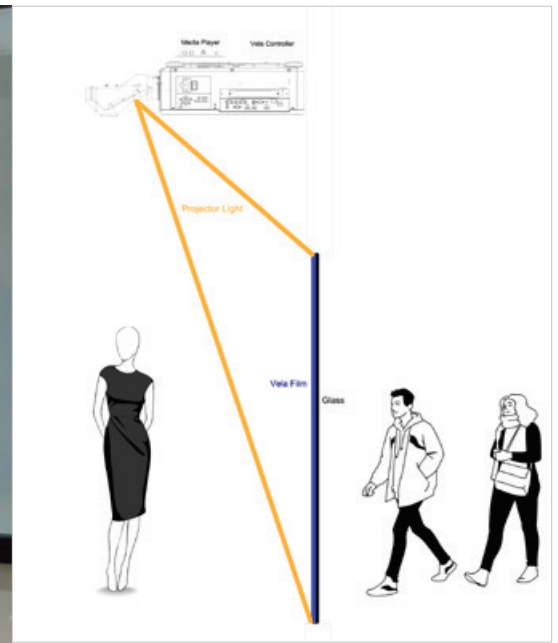 Media Player
Vela Controller
Projector Light
Vela Film
Glass